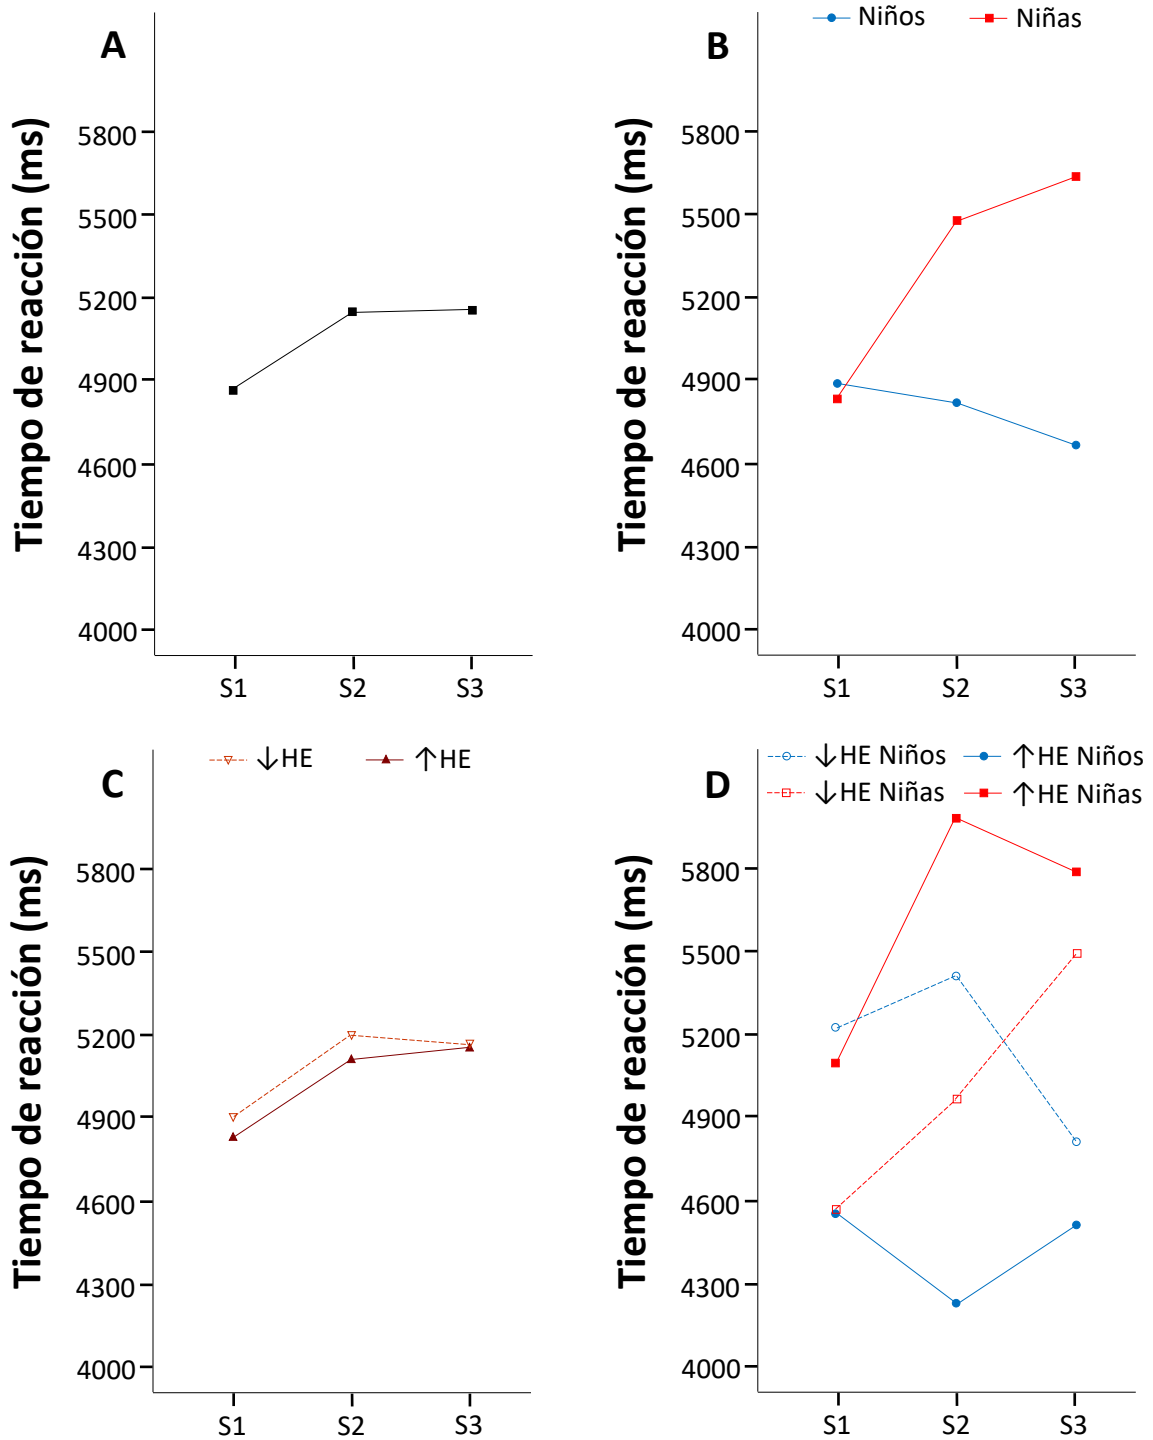 A
Tiempo de reacción (ms)
5800
5500
5200
4900
4600
4300
4000
S1 S2 S3
B
Niños Niñas
Tiempo de reacción (ms)
5800
5500
5200
4900
4600
4300
4000
S1 S2 S3
C
↓HE ↑HE
Tiempo de reacción (ms)
5800
5500
5200
4900
4600
4300
4000
S1 S2 S3
D
↓HE Niños ↑HE Niños
↓HE Niñas ↑HE Niñas
Tiempo de reacción (ms)
5800
5500
5200
4900
4600
4300
4000
S1 S2 S3